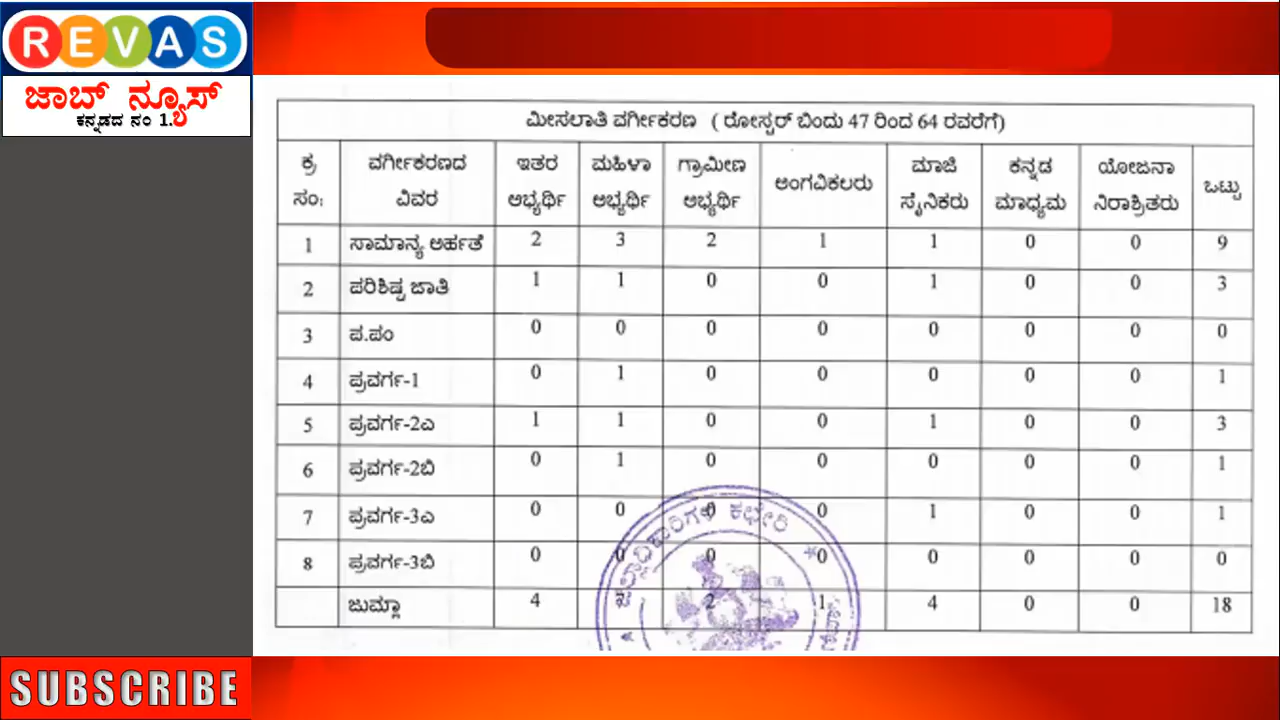 REVAS
ಜಾಬ್ ನ್ಯೂಸ್
ಕನ್ನಡದ ನಂ 1.
ಮೀಸಲಾತಿ ವರ್ಗೀಕರಣ ( ರೋಸ್ಟರ್ ಬಿಂದು 47 ರಿಂದ 64 ರವರೆಗೆ)
ಕ್ರ ಸಂ: ವರ್ಗೀಕರಣದ ವಿವರ ಇತರ ಅಭ್ಯರ್ಥಿ ಮಹಿಳಾ ಅಭ್ಯರ್ಥಿ ಗ್ರಾಮೀಣ ಅಭ್ಯರ್ಥಿ ಅಂಗವಿಕಲರು ಮಾಜಿ ಸೈನಿಕರು ಕನ್ನಡ ಮಾಧ್ಯಮ ಯೋಜನಾ ನಿರಾಶ್ರಿತರು ಒಟ್ಟು
1 ಸಾಮಾನ್ಯ ಅರ್ಹತೆ 2 3 2 1 1 0 0 9
2 ಪರಿಶಿಷ್ಟ ಜಾತಿ 1 1 0 0 1 0 0 3
3 ಪ.ಪಂ 0 0 0 0 0 0 0 0
4 ಪ್ರವರ್ಗ-1 0 1 0 0 0 0 0 1
5 ಪ್ರವರ್ಗ-2ಎ 1 1 0 0 1 0 0 3
6 ಪ್ರವರ್ಗ-2ಬಿ 0 1 0 0 0 0 0 1
7 ಪ್ರವರ್ಗ-3ಎ 0 0 0 0 1 0 0 1
8 ಪ್ರವರ್ಗ-3ಬಿ 0 0 0 0 0 0 0 0
ಜುಮ್ಲಾ 4 2 1 4 0 0 18
ಕಛೇರಿ
SUBSCRIBE